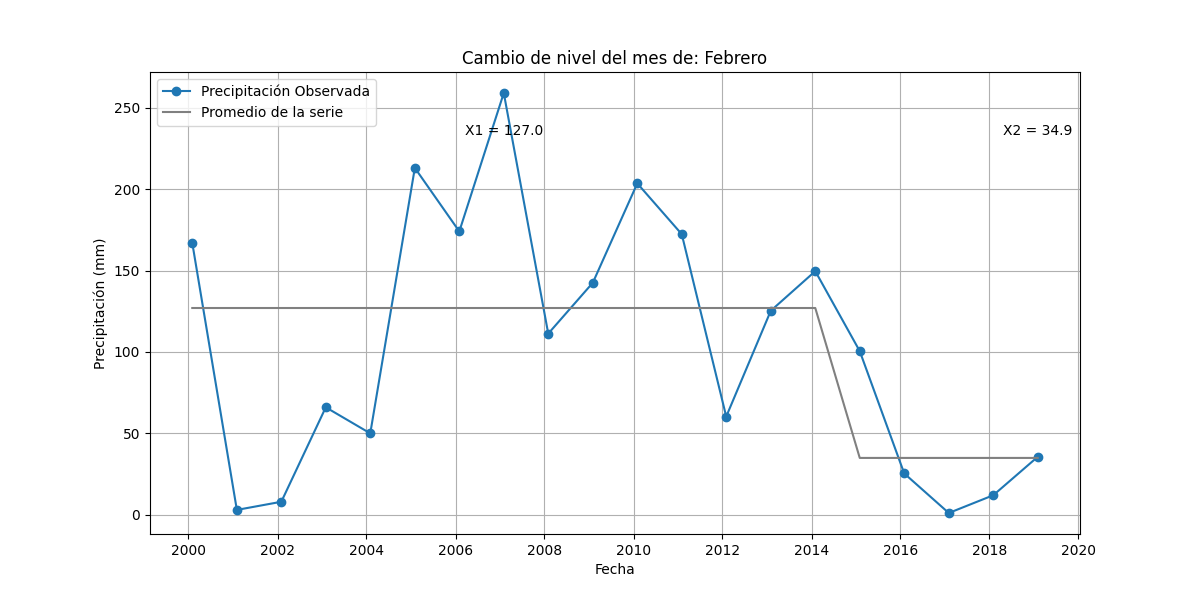 Cambio de nivel del mes de: Febrero
Precipitación Observada
Promedio de la serie
X1 = 127.0
X2 = 34.9
Precipitación (mm)
250
200
150
100
50
0
2000 2002 2004 2006 2008 2010 2012 2014 2016 2018 2020
Fecha